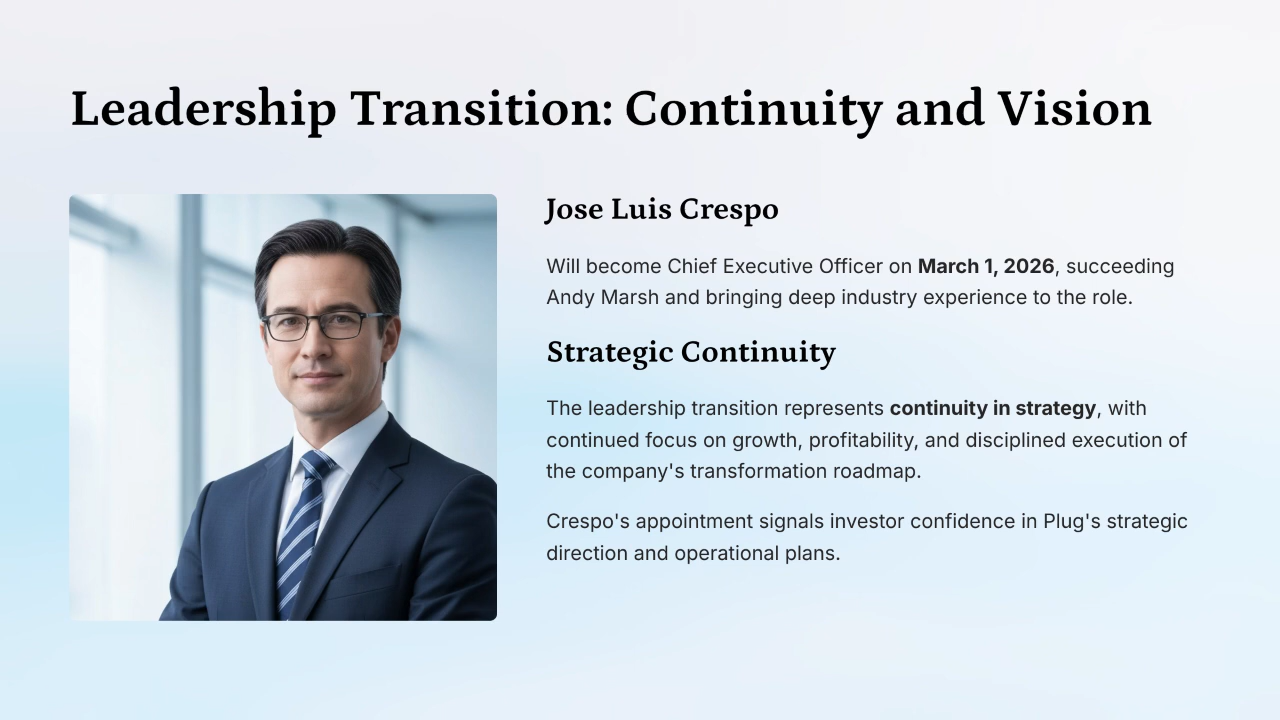 Leadership Transition: Continuity and Vision
Jose Luis Crespo
Will become Chief Executive Officer on March 1, 2026, succeeding
Andy Marsh and bringing deep industry experience to the role.
Strategic Continuity
The leadership transition represents continuity in strategy, with
continued focus on growth, profitability, and disciplined execution of
the company's transformation roadmap.
Crespo's appointment signals investor confidence in Plug's strategic
direction and operational plans.